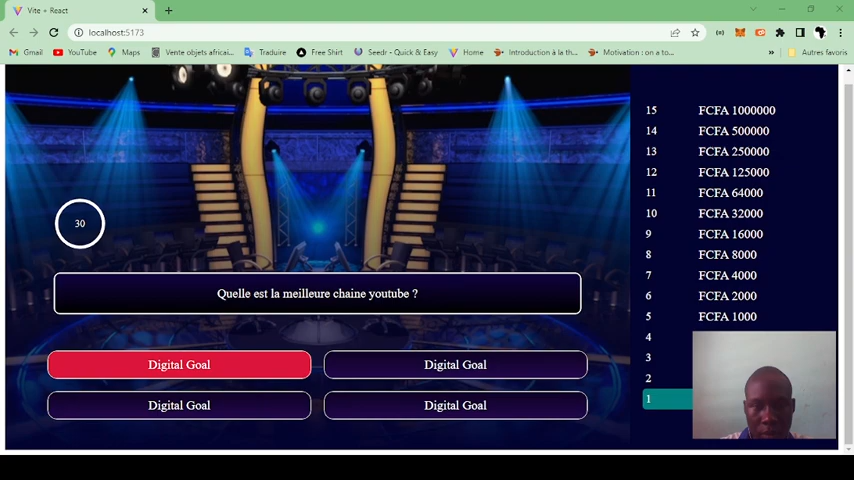 Vite + React
localhost:5173
Gmail YouTube Maps Vente objets africai... Traduire Free Shirt Seedr - Quick & Easy Home Introduction à la th... Motivation : on a to... » Autres favoris
15 FCFA 1000000
14 FCFA 500000
13 FCFA 250000
12 FCFA 125000
11 FCFA 64000
10 FCFA 32000
9 FCFA 16000
8 FCFA 8000
7 FCFA 4000
6 FCFA 2000
5 FCFA 1000
4
3
2
1
30
Quelle est la meilleure chaine youtube ?
Digital Goal Digital Goal
Digital Goal Digital Goal